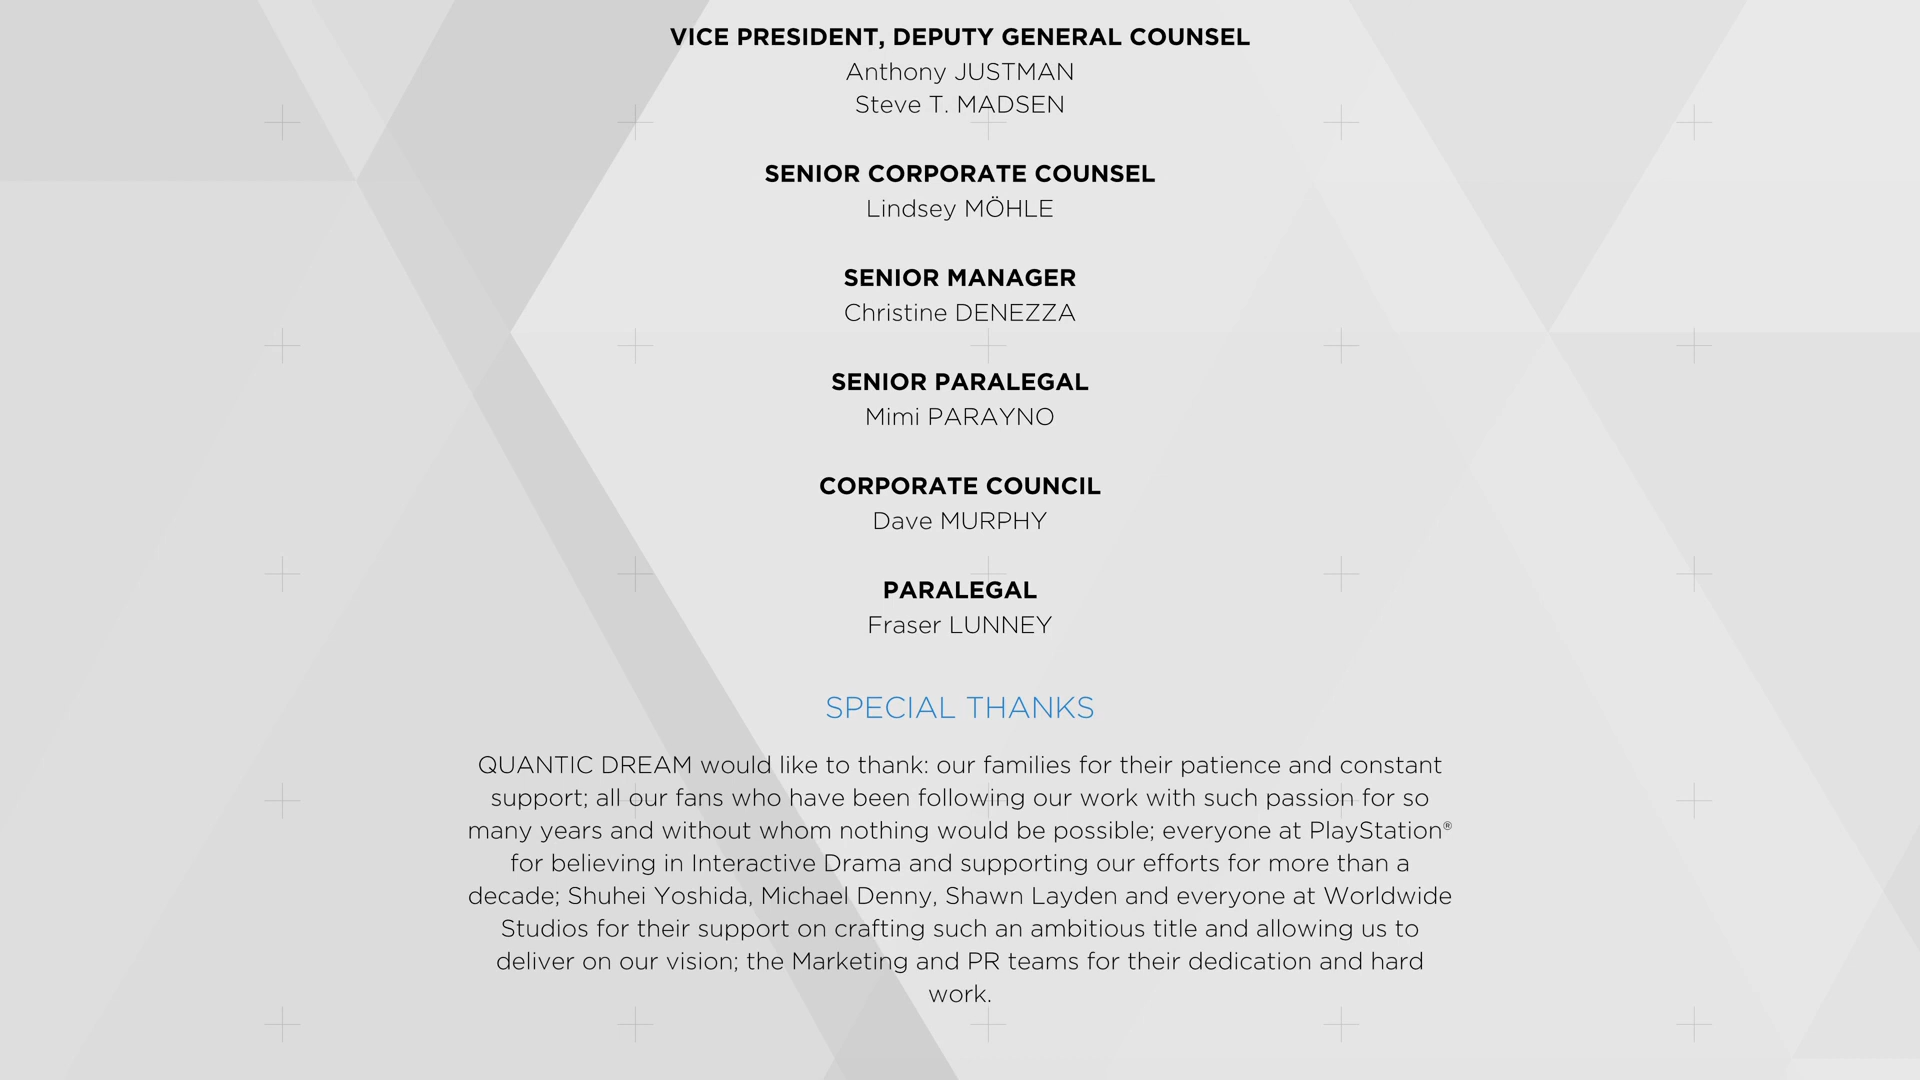 VICE PRESIDENT, DEPUTY GENERAL COUNSEL
Anthony JUSTMAN
Steve T. MADSEN
SENIOR CORPORATE COUNSEL
Lindsey MÖHLE
SENIOR MANAGER
Christine DENEZZA
SENIOR PARALEGAL
Mimi PARAYNO
CORPORATE COUNCIL
Dave MURPHY
PARALEGAL
Fraser LUNNEY
SPECIAL THANKS
QUANTIC DREAM would like to thank: our families for their patience and constant
support; all our fans who have been following our work with such passion for so
many years and without whom nothing would be possible; everyone at PlayStation®
for believing in Interactive Drama and supporting our efforts for more than a
decade; Shuhei Yoshida, Michael Denny, Shawn Layden and everyone at Worldwide
Studios for their support on crafting such an ambitious title and allowing us to
deliver on our vision; the Marketing and PR teams for their dedication and hard
work.